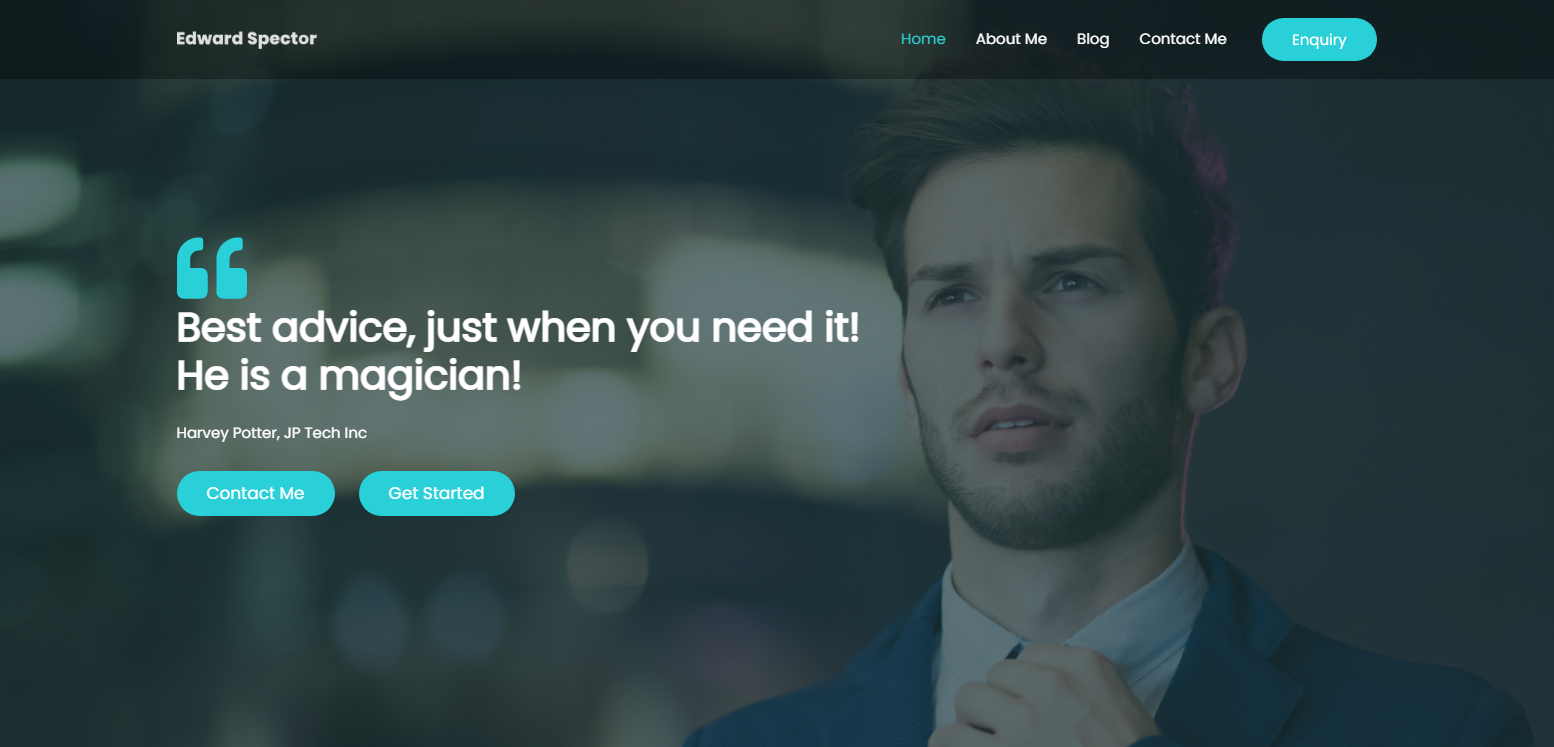 Edward Spector
Home
About Me
Blog
Contact Me
Enquiry
Best advice, just when you need it!
He is a magician!
Harvey Potter, JP Tech Inc
Contact Me
Get Started